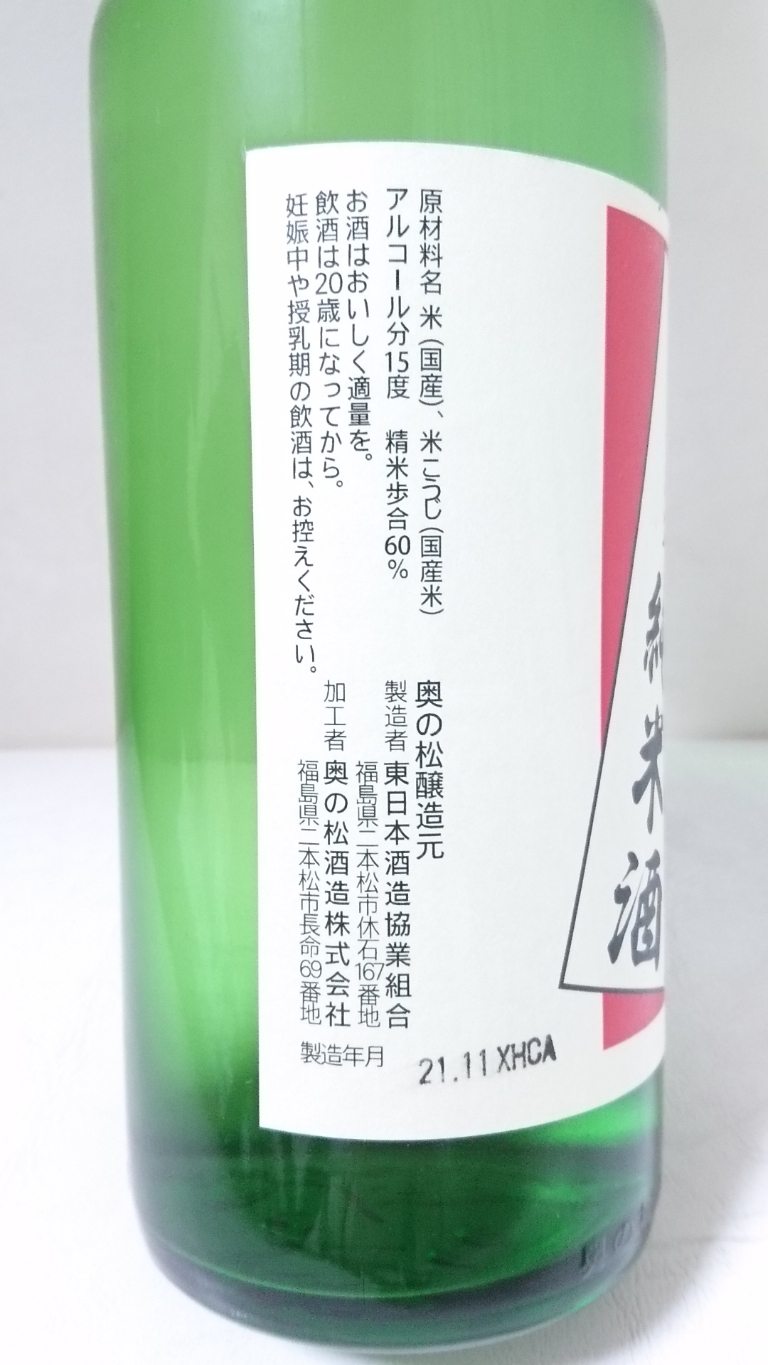 純米酒
原材料名 米(国産)、米こうじ(国産米)
アルコール分15度 精米歩合60%
お酒はおいしく適量を。
飲酒は20歳になってから。
妊娠中や授乳期の飲酒は、お控えください。
奥の松醸造元
製造者 東日本酒造協業組合
福島県二本松市休石167番地
加工者 奥の松酒造株式会社
福島県二本松市長命69番地
製造年月 21.11 XHCA